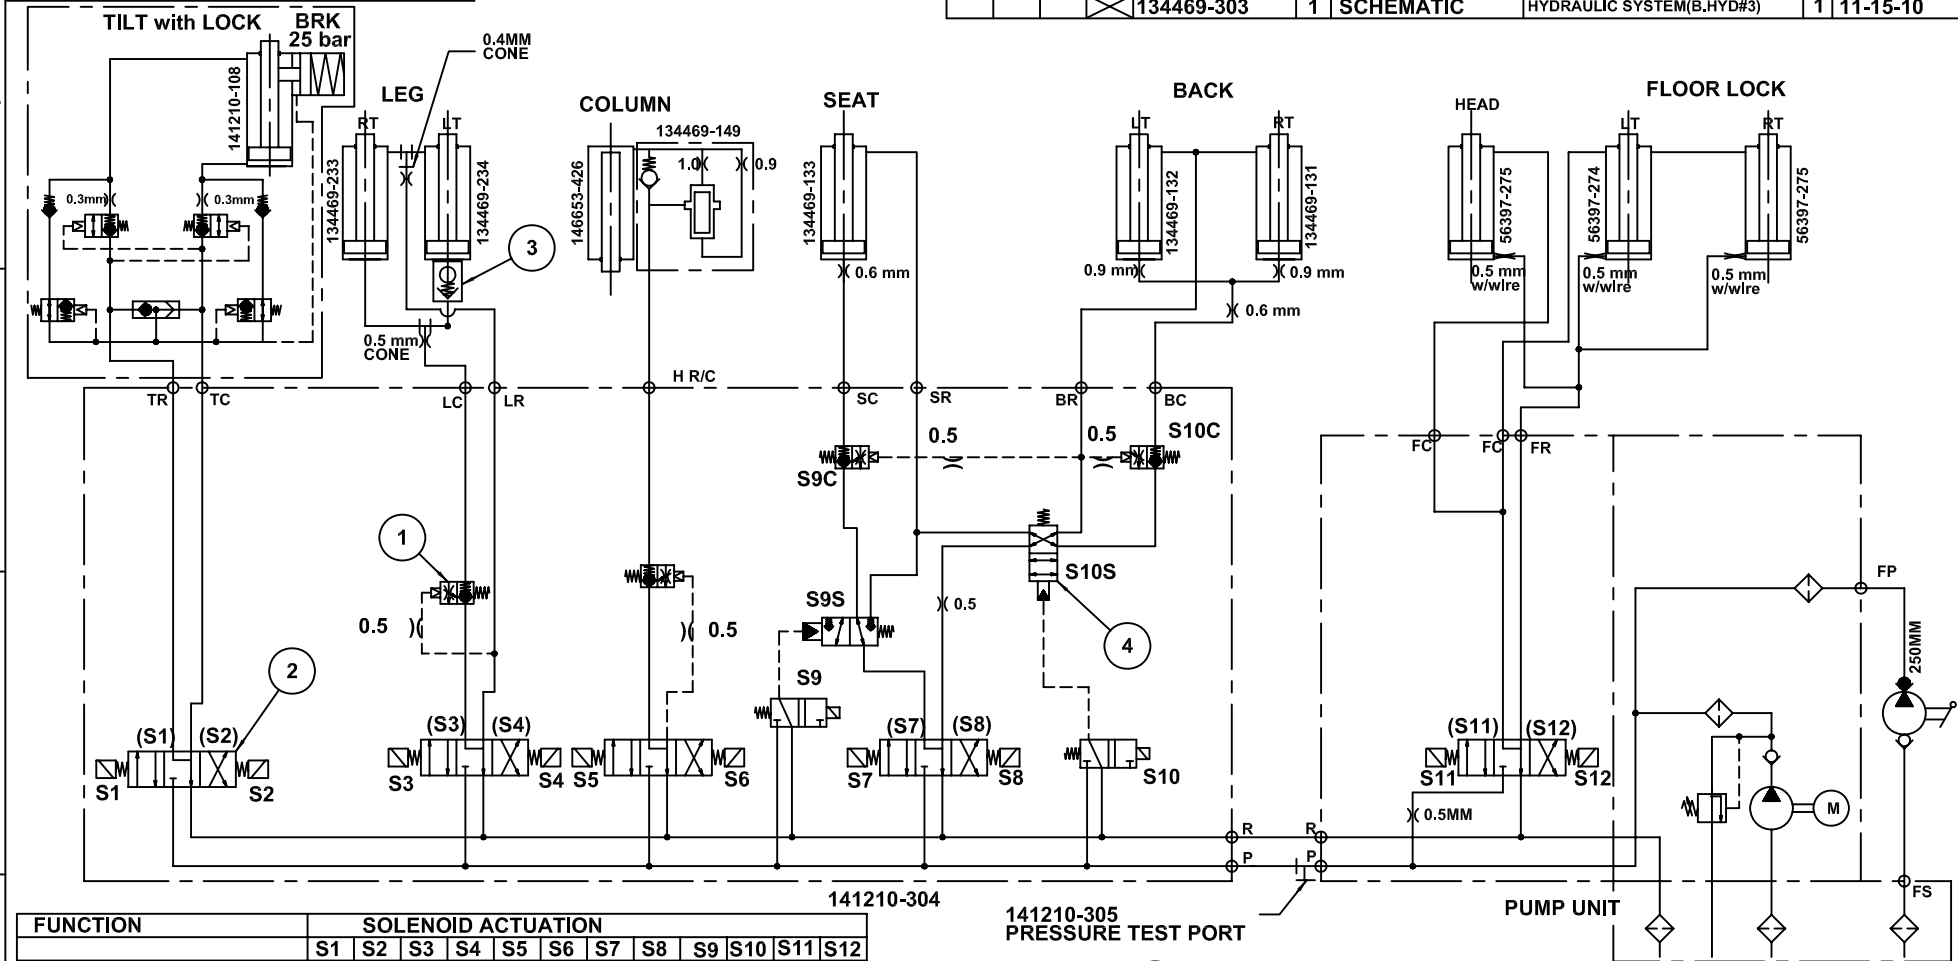 134469-303 1 SCHEMATIC HYDRAULIC SYSTEM(B.HYD#3) 1 11-15-10
TILT with LOCK
BRK
25 bar
141210-108
0.3mm
0.3mm
0.4MM
CONE
LEG
RT
LT
134469-233
134469-234
3
0.5 mm
CONE
COLUMN
134469-149
146653-426
1.0
0.9
SEAT
134469-133
0.6 mm
BACK
LT
RT
134469-132
134469-131
0.9 mm
0.9 mm
0.6 mm
HEAD
FLOOR LOCK
LT
RT
56397-275
56397-274
56397-275
0.5 mm
w/wire
0.5 mm
w/wire
0.5 mm
w/wire
TR
TC
LC
LR
H R/C
SC
SR
BR
BC
FC
FC
FR
0.5
0.5
S10C
S9C
1
0.5
0.5
S9S
S10S
0.5
4
2
S9
FP
250MM
(S1)
(S2)
(S3)
(S4)
(S7)
(S8)
(S11)
(S12)
S1
S2
S3
S4
S5
S6
S7
S8
S10
S11
S12
0.5MM
M
R
R
P
P
FS
141210-304
141210-305
PRESSURE TEST PORT
PUMP UNIT
FUNCTION SOLENOID ACTUATION
S1 S2 S3 S4 S5 S6 S7 S8 S9 S10 S11 S12